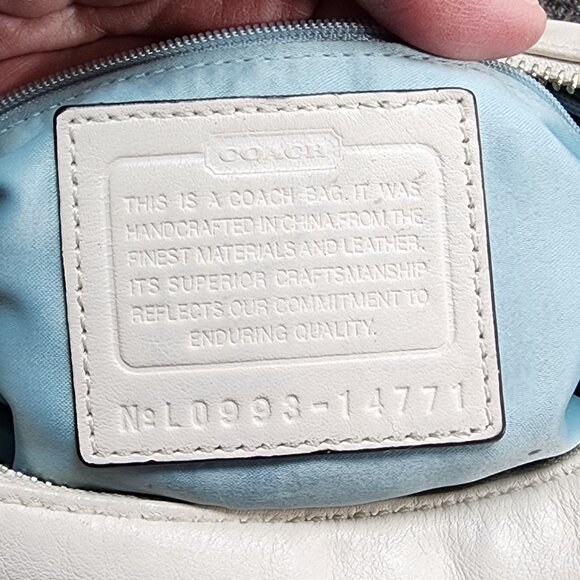 COACH
THIS IS A COACH BAG. IT WAS
HANDCRAFTED IN CHINA,FROM THE
FINEST MATERIALS AND LEATHER.
ITS SUPERIOR CRAFTSMANSHIP
REFLECTS OUR COMMITMENT TO
ENDURING QUALITY.
№L0993-14771